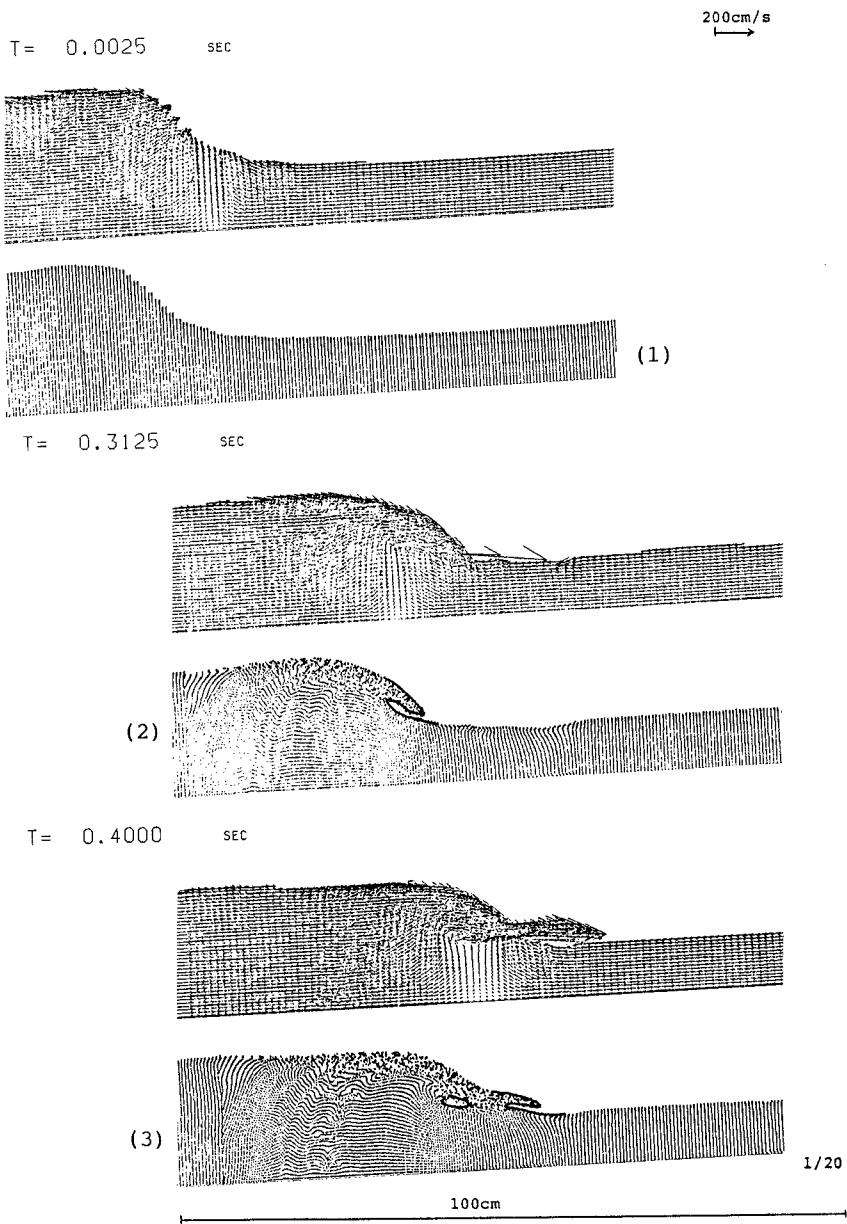 200cm/s
T= 0.0025 SEC
(1)
T= 0.3125 SEC
(2)
T= 0.4000 SEC
(3)
1/20
100cm